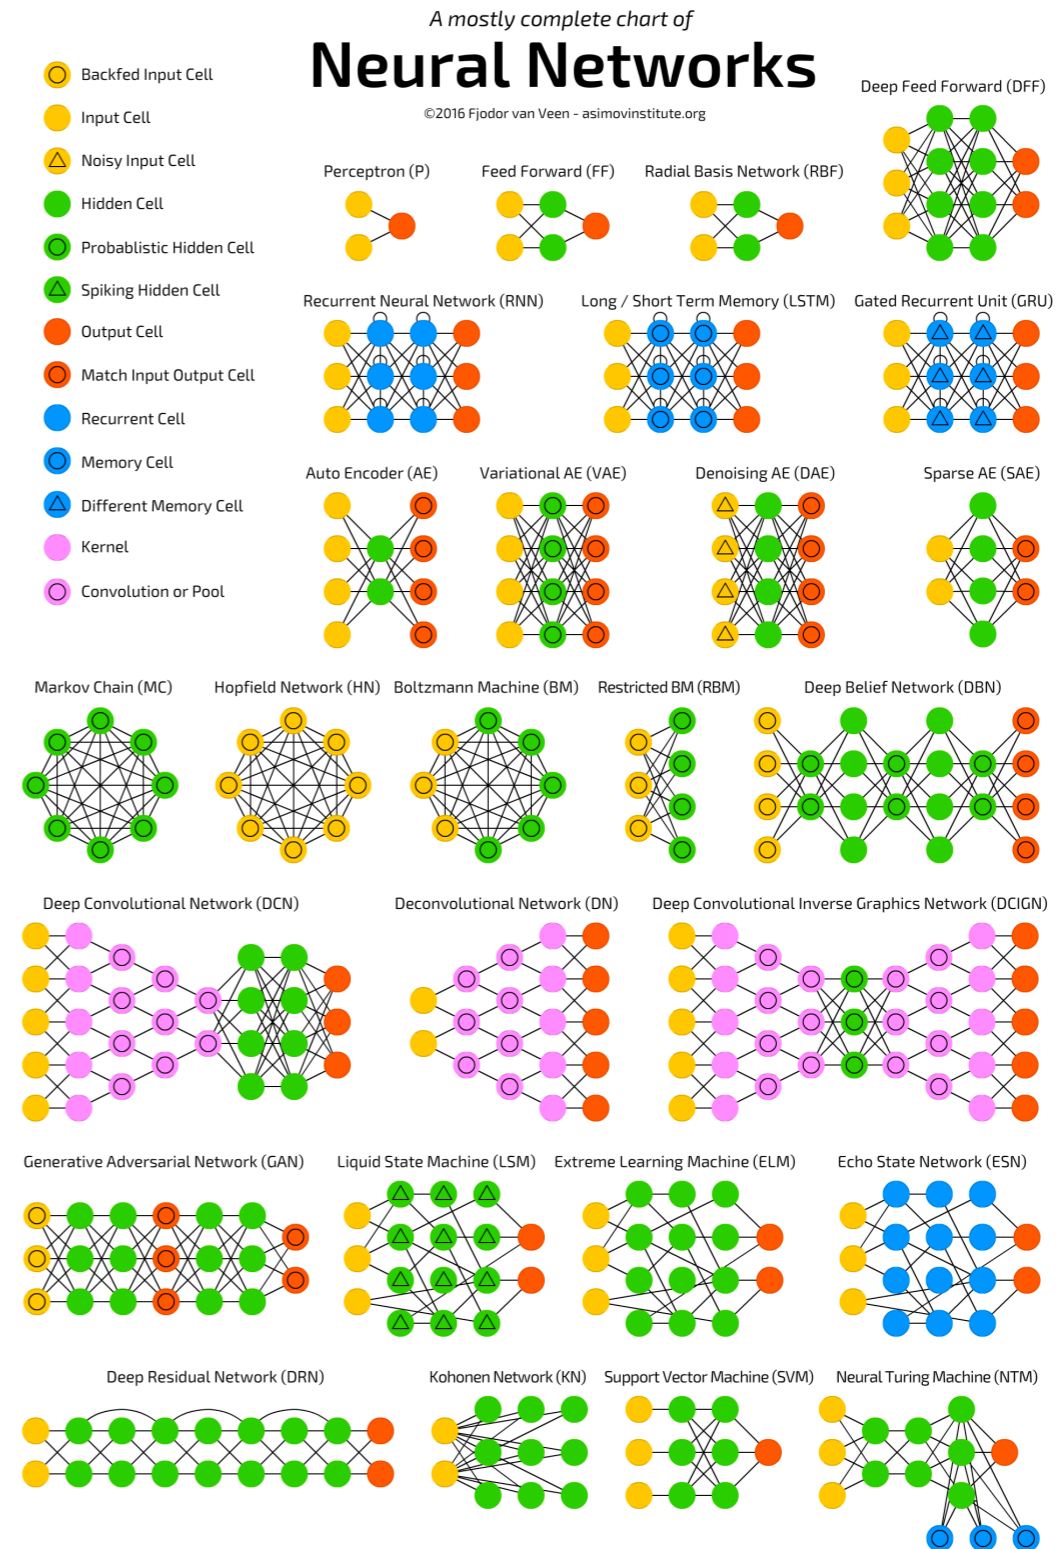 A mostly complete chart of
Neural Networks
©2016 Fjodor van Veen - asimovinstitute.org
Backfed Input Cell
Input Cell
Noisy Input Cell
Hidden Cell
Probablistic Hidden Cell
Spiking Hidden Cell
Output Cell
Match Input Output Cell
Recurrent Cell
Memory Cell
Different Memory Cell
Kernel
Convolution or Pool
Deep Feed Forward (DFF)
Perceptron (P)
Feed Forward (FF)
Radial Basis Network (RBF)
Recurrent Neural Network (RNN)
Long / Short Term Memory (LSTM)
Gated Recurrent Unit (GRU)
Auto Encoder (AE)
Variational AE (VAE)
Denoising AE (DAE)
Sparse AE (SAE)
Markov Chain (MC)
Hopfield Network (HN)
Boltzmann Machine (BM)
Restricted BM (RBM)
Deep Belief Network (DBN)
Deep Convolutional Network (DCN)
Deconvolutional Network (DN)
Deep Convolutional Inverse Graphics Network (DCIGN)
Generative Adversarial Network (GAN)
Liquid State Machine (LSM)
Extreme Learning Machine (ELM)
Echo State Network (ESN)
Deep Residual Network (DRN)
Kohonen Network (KN)
Support Vector Machine (SVM)
Neural Turing Machine (NTM)